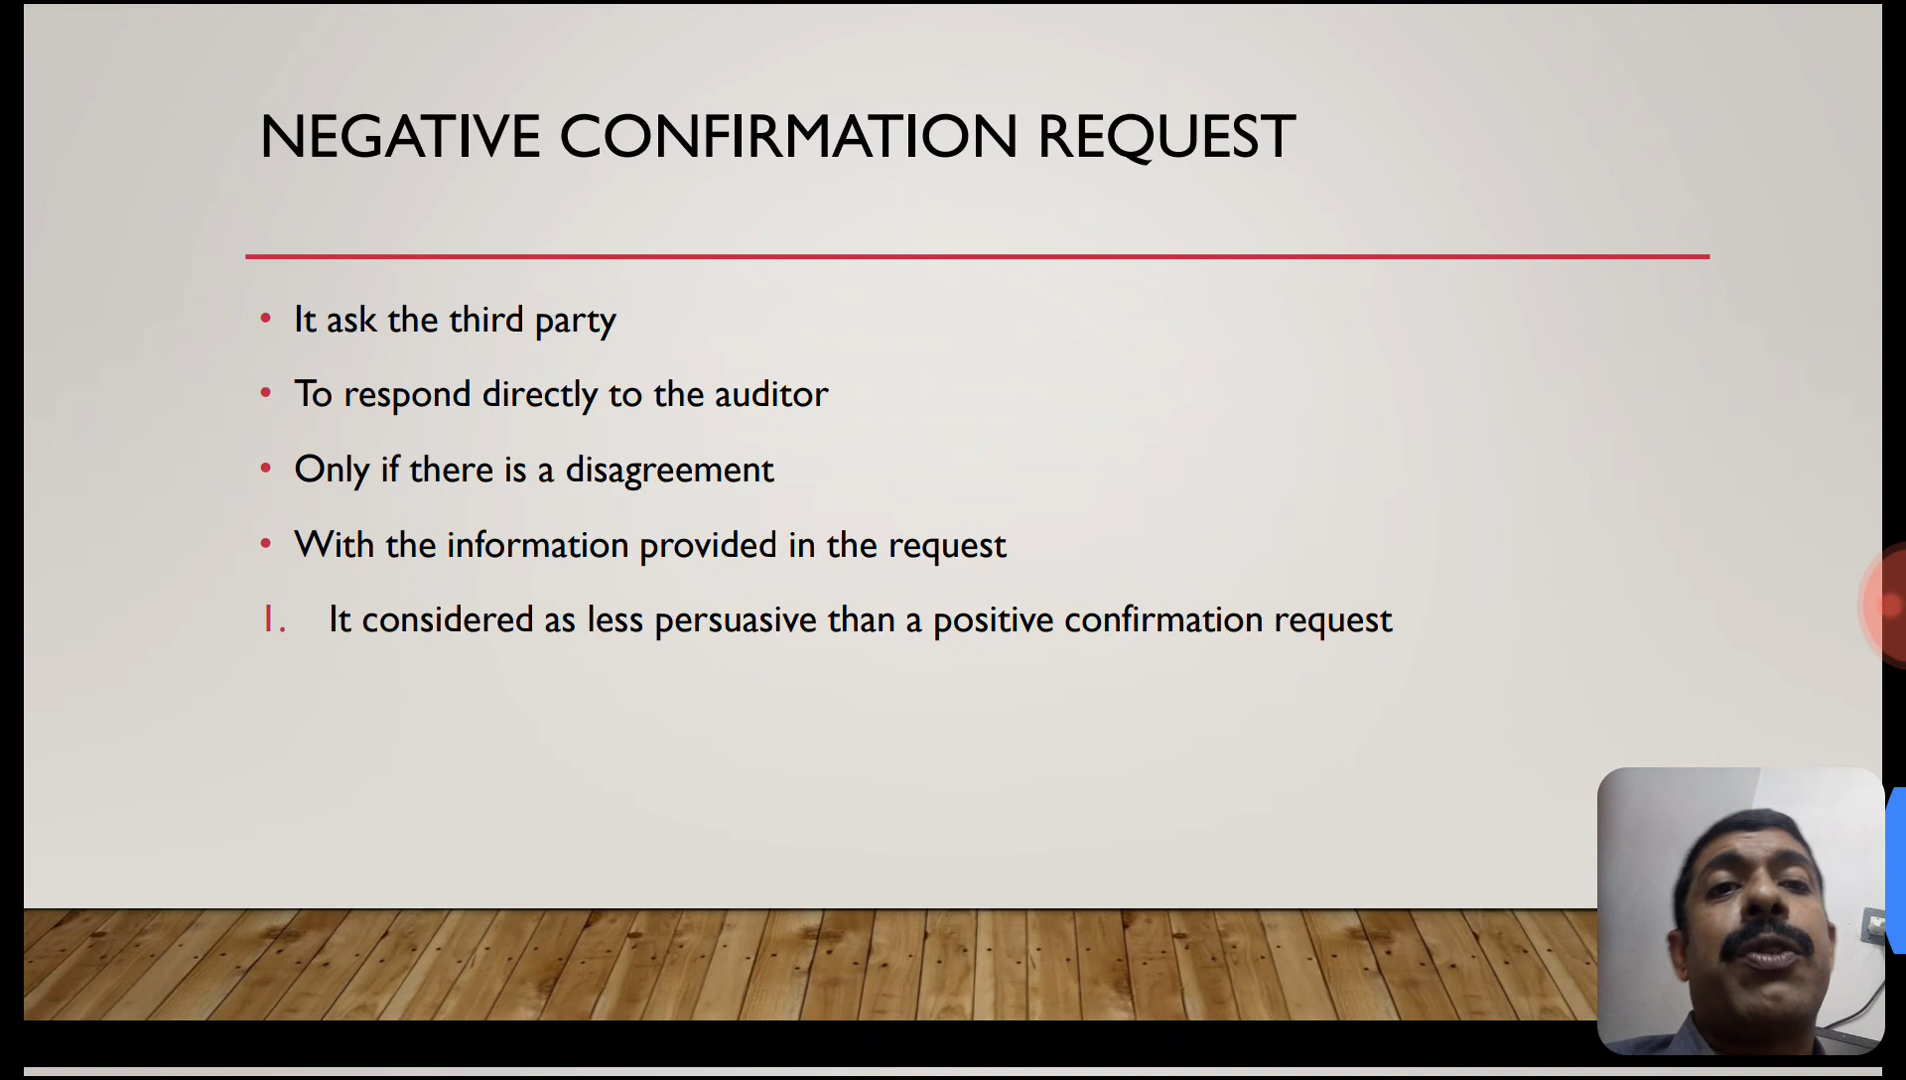 NEGATIVE CONFIRMATION REQUEST
• It ask the third party
• To respond directly to the auditor
• Only if there is a disagreement
• With the information provided in the request
1. It considered as less persuasive than a positive confirmation request